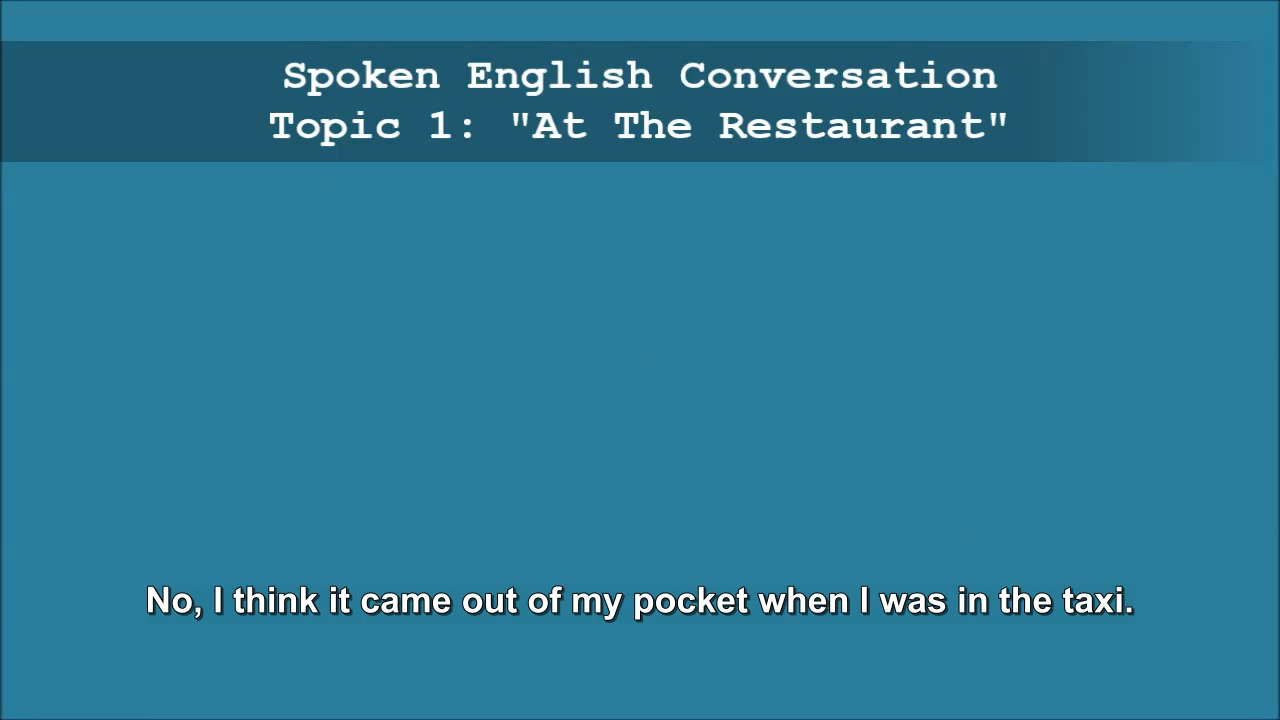 Spoken English Conversation
Topic 1: "At The Restaurant"
No, I think it came out of my pocket when I was in the taxi.